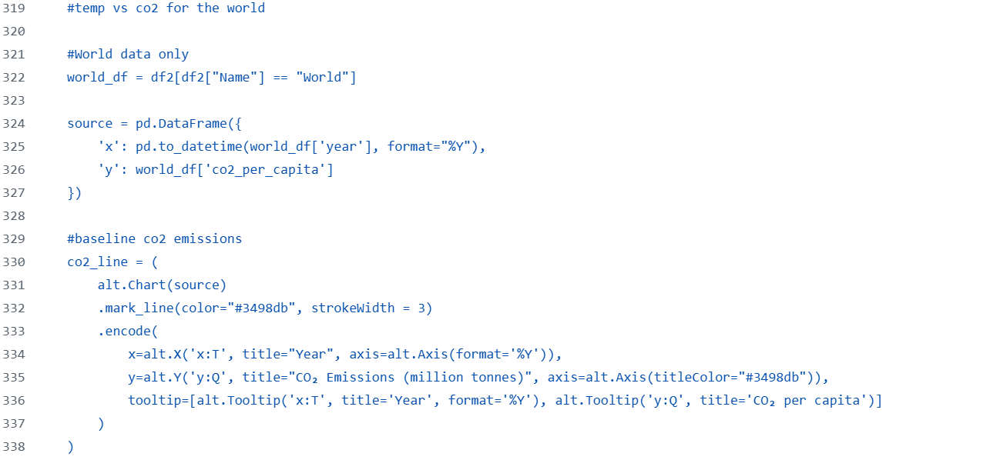 319 #temp vs co2 for the world
320
321 #World data only
322 world_df = df2[df2["Name"] == "World"]
323
324 source = pd.DataFrame({
325     'x': pd.to_datetime(world_df['year'], format="%Y"),
326     'y': world_df['co2_per_capita']
327 })
328
329 #baseline co2 emissions
330 co2_line = (
331     alt.Chart(source)
332     .mark_line(color="#3498db", strokeWidth = 3)
333     .encode(
334         x=alt.X('x:T', title="Year", axis=alt.Axis(format='%Y')),
335         y=alt.Y('y:Q', title="CO₂ Emissions (million tonnes)", axis=alt.Axis(titleColor="#3498db")),
336         tooltip=[alt.Tooltip('x:T', title='Year', format='%Y'), alt.Tooltip('y:Q', title='CO₂ per capita')]
337     )
338 )